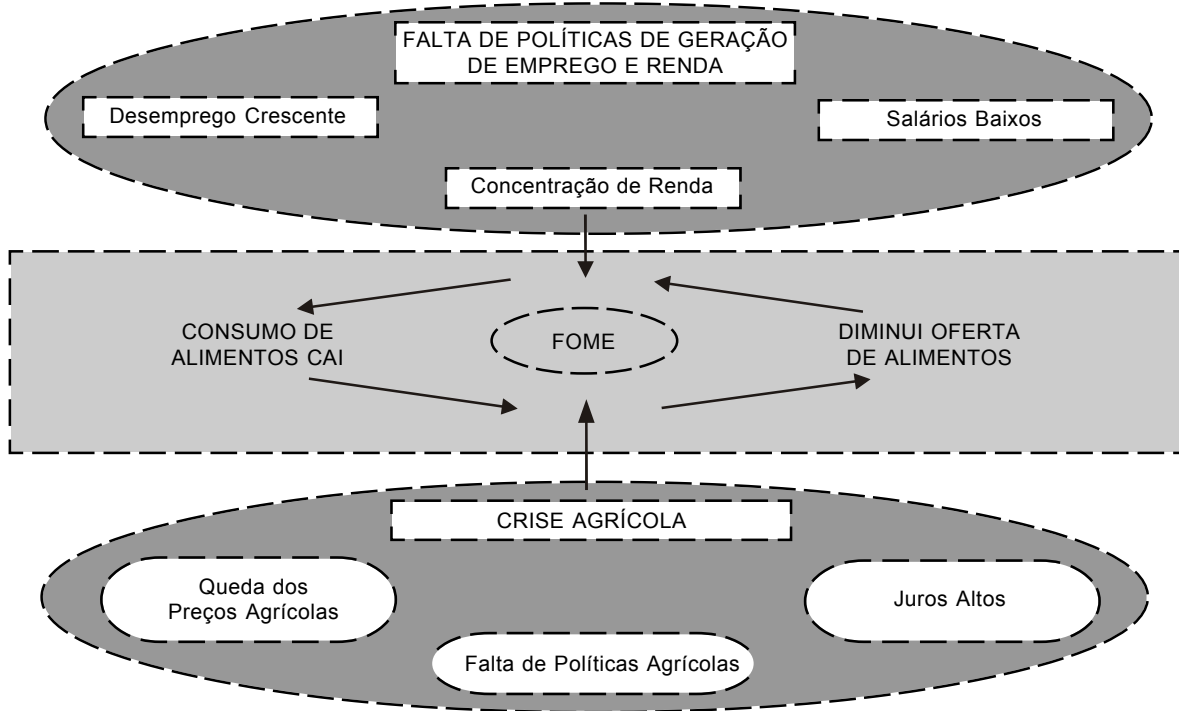 FALTA DE POLÍTICAS DE GERAÇÃO
DE EMPREGO E RENDA
Desemprego Crescente
Salários Baixos
Concentração de Renda
CONSUMO DE
ALIMENTOS CAI
FOME
DIMINUI OFERTA
DE ALIMENTOS
CRISE AGRÍCOLA
Queda dos
Preços Agrícolas
Juros Altos
Falta de Políticas Agrícolas